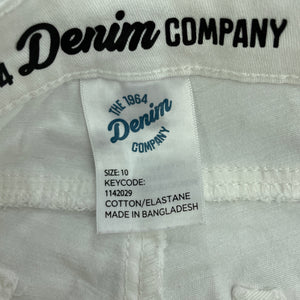 4 Denim COMPANY
THE 1964
Denim
COMPANY
SIZE: 10
KEYCODE:
1142029
COTTON/ELASTANE
MADE IN BANGLADESH